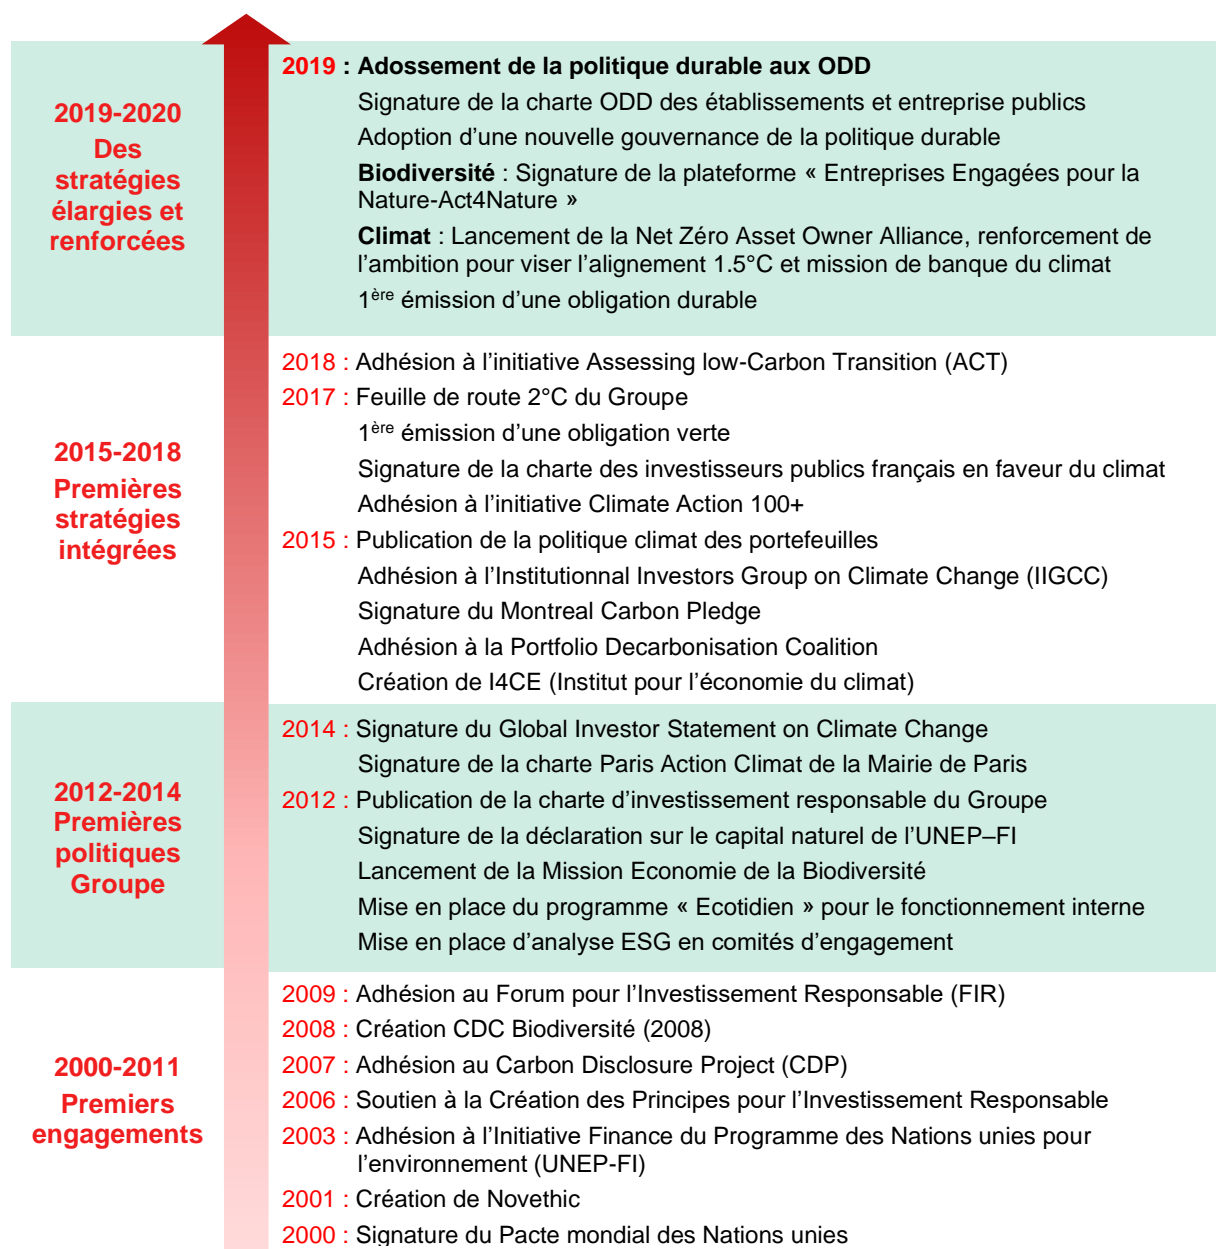 2019-2020
Des
stratégies
élargies et
renforcées
2019 : Adossement de la politique durable aux ODD
Signature de la charte ODD des établissements et entreprise publics
Adoption d'une nouvelle gouvernance de la politique durable
Biodiversité : Signature de la plateforme « Entreprises Engagées pour la
Nature-Act4Nature »
Climat : Lancement de la Net Zéro Asset Owner Alliance, renforcement de
l'ambition pour viser l'alignement 1.5°C et mission de banque du climat
1ère émission d'une obligation durable
2015-2018
Premières
stratégies
intégrées
2018 : Adhésion à l'initiative Assessing low-Carbon Transition (ACT)
2017 : Feuille de route 2°C du Groupe
1ère émission d'une obligation verte
Signature de la charte des investisseurs publics français en faveur du climat
Adhésion à l'initiative Climate Action 100+
2015 : Publication de la politique climat des portefeuilles
Adhésion à l'Institutionnal Investors Group on Climate Change (IIGCC)
Signature du Montreal Carbon Pledge
Adhésion à la Portfolio Decarbonisation Coalition
Création de I4CE (Institut pour l'économie du climat)
2012-2014
Premières
politiques
Groupe
2014 : Signature du Global Investor Statement on Climate Change
Signature de la charte Paris Action Climat de la Mairie de Paris
2012 : Publication de la charte d'investissement responsable du Groupe
Signature de la déclaration sur le capital naturel de l'UNEP–FI
Lancement de la Mission Economie de la Biodiversité
Mise en place du programme « Ecotidien » pour le fonctionnement interne
Mise en place d'analyse ESG en comités d'engagement
2000-2011
Premiers
engagements
2009 : Adhésion au Forum pour l'Investissement Responsable (FIR)
2008 : Création CDC Biodiversité (2008)
2007 : Adhésion au Carbon Disclosure Project (CDP)
2006 : Soutien à la Création des Principes pour l'Investissement Responsable
2003 : Adhésion à l'Initiative Finance du Programme des Nations unies pour
l'environnement (UNEP-FI)
2001 : Création de Novethic
2000 : Signature du Pacte mondial des Nations unies